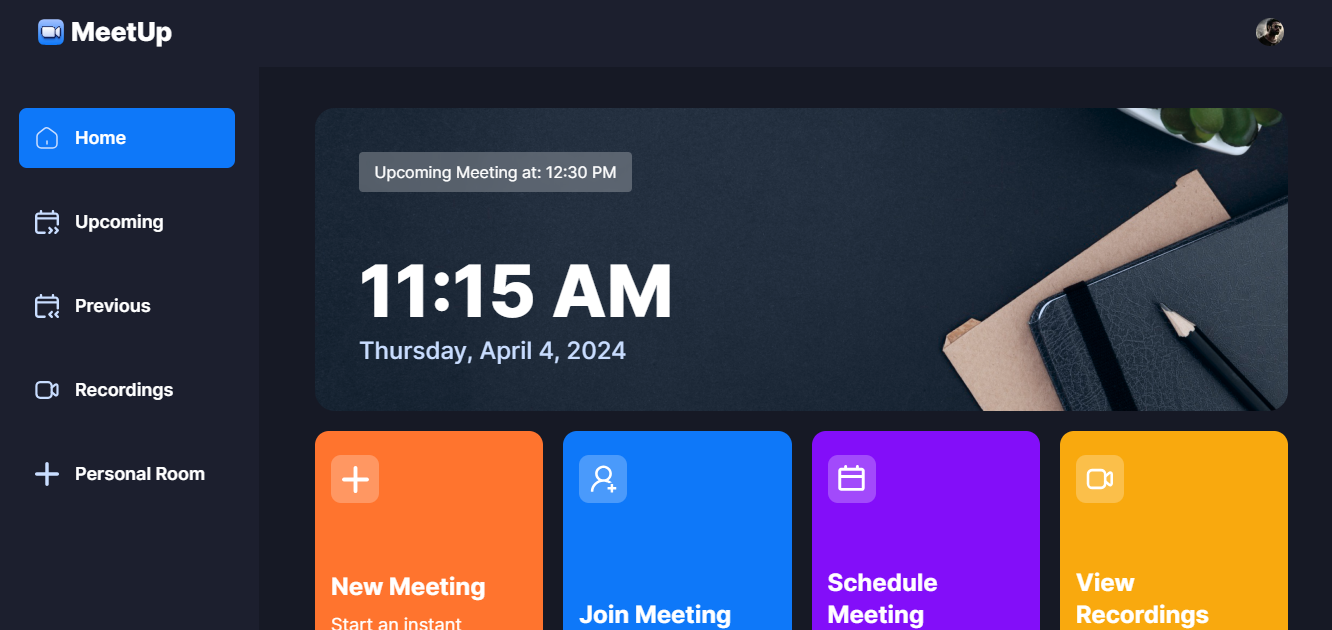 MeetUp
Home
Upcoming
Previous
Recordings
Personal Room
Upcoming Meeting at: 12:30 PM
11:15 AM
Thursday, April 4, 2024
New Meeting
Start an instant
Join Meeting
Schedule
Meeting
View
Recordings